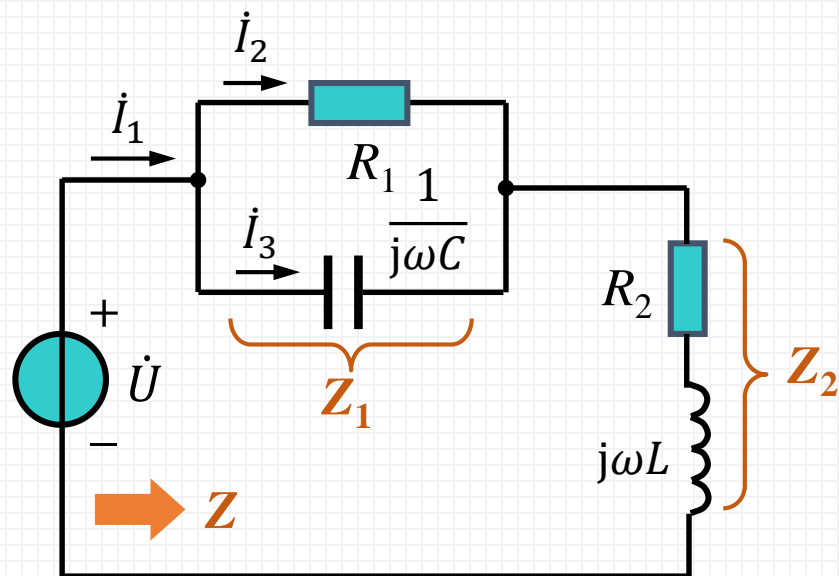 İ₂
İ₁
R₁
1
jωC
İ₃
R₂
+
U̇
Z₂
Z₁
−
jωL
Z